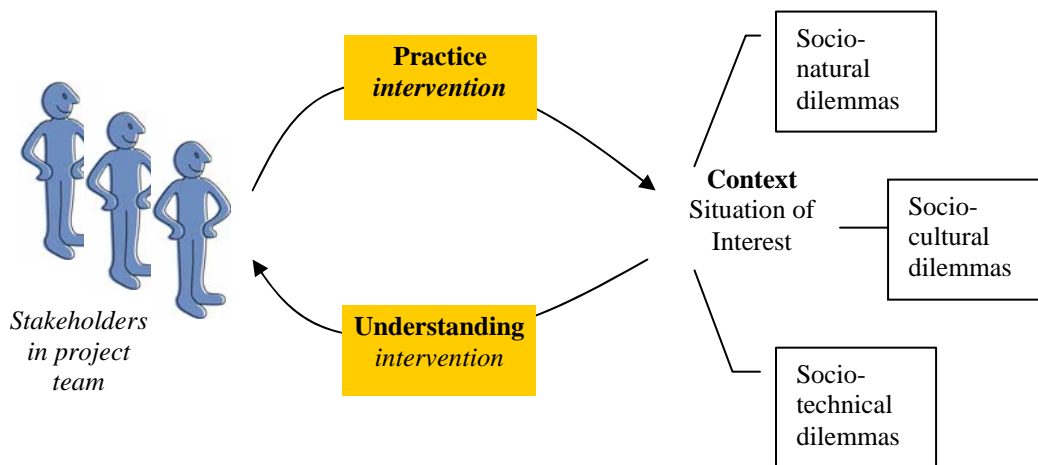 Practice
intervention
Socio-
natural
dilemmas
Context
Situation of
Interest
Socio-
cultural
dilemmas
Stakeholders
in project
team
Understanding
intervention
Socio-
technical
dilemmas